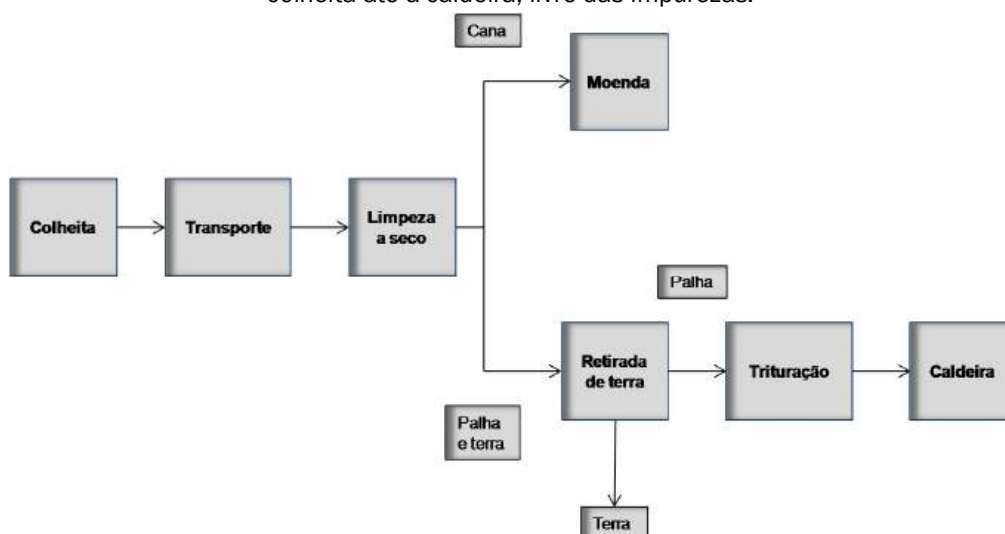 colheita até a caldeira, livre das impurezas.
Cana
Moenda
Colheita
Transporte
Limpeza
a seco
Palha
Retirada
de terra
Trituração
Caldeira
Palha
e terra
Terra